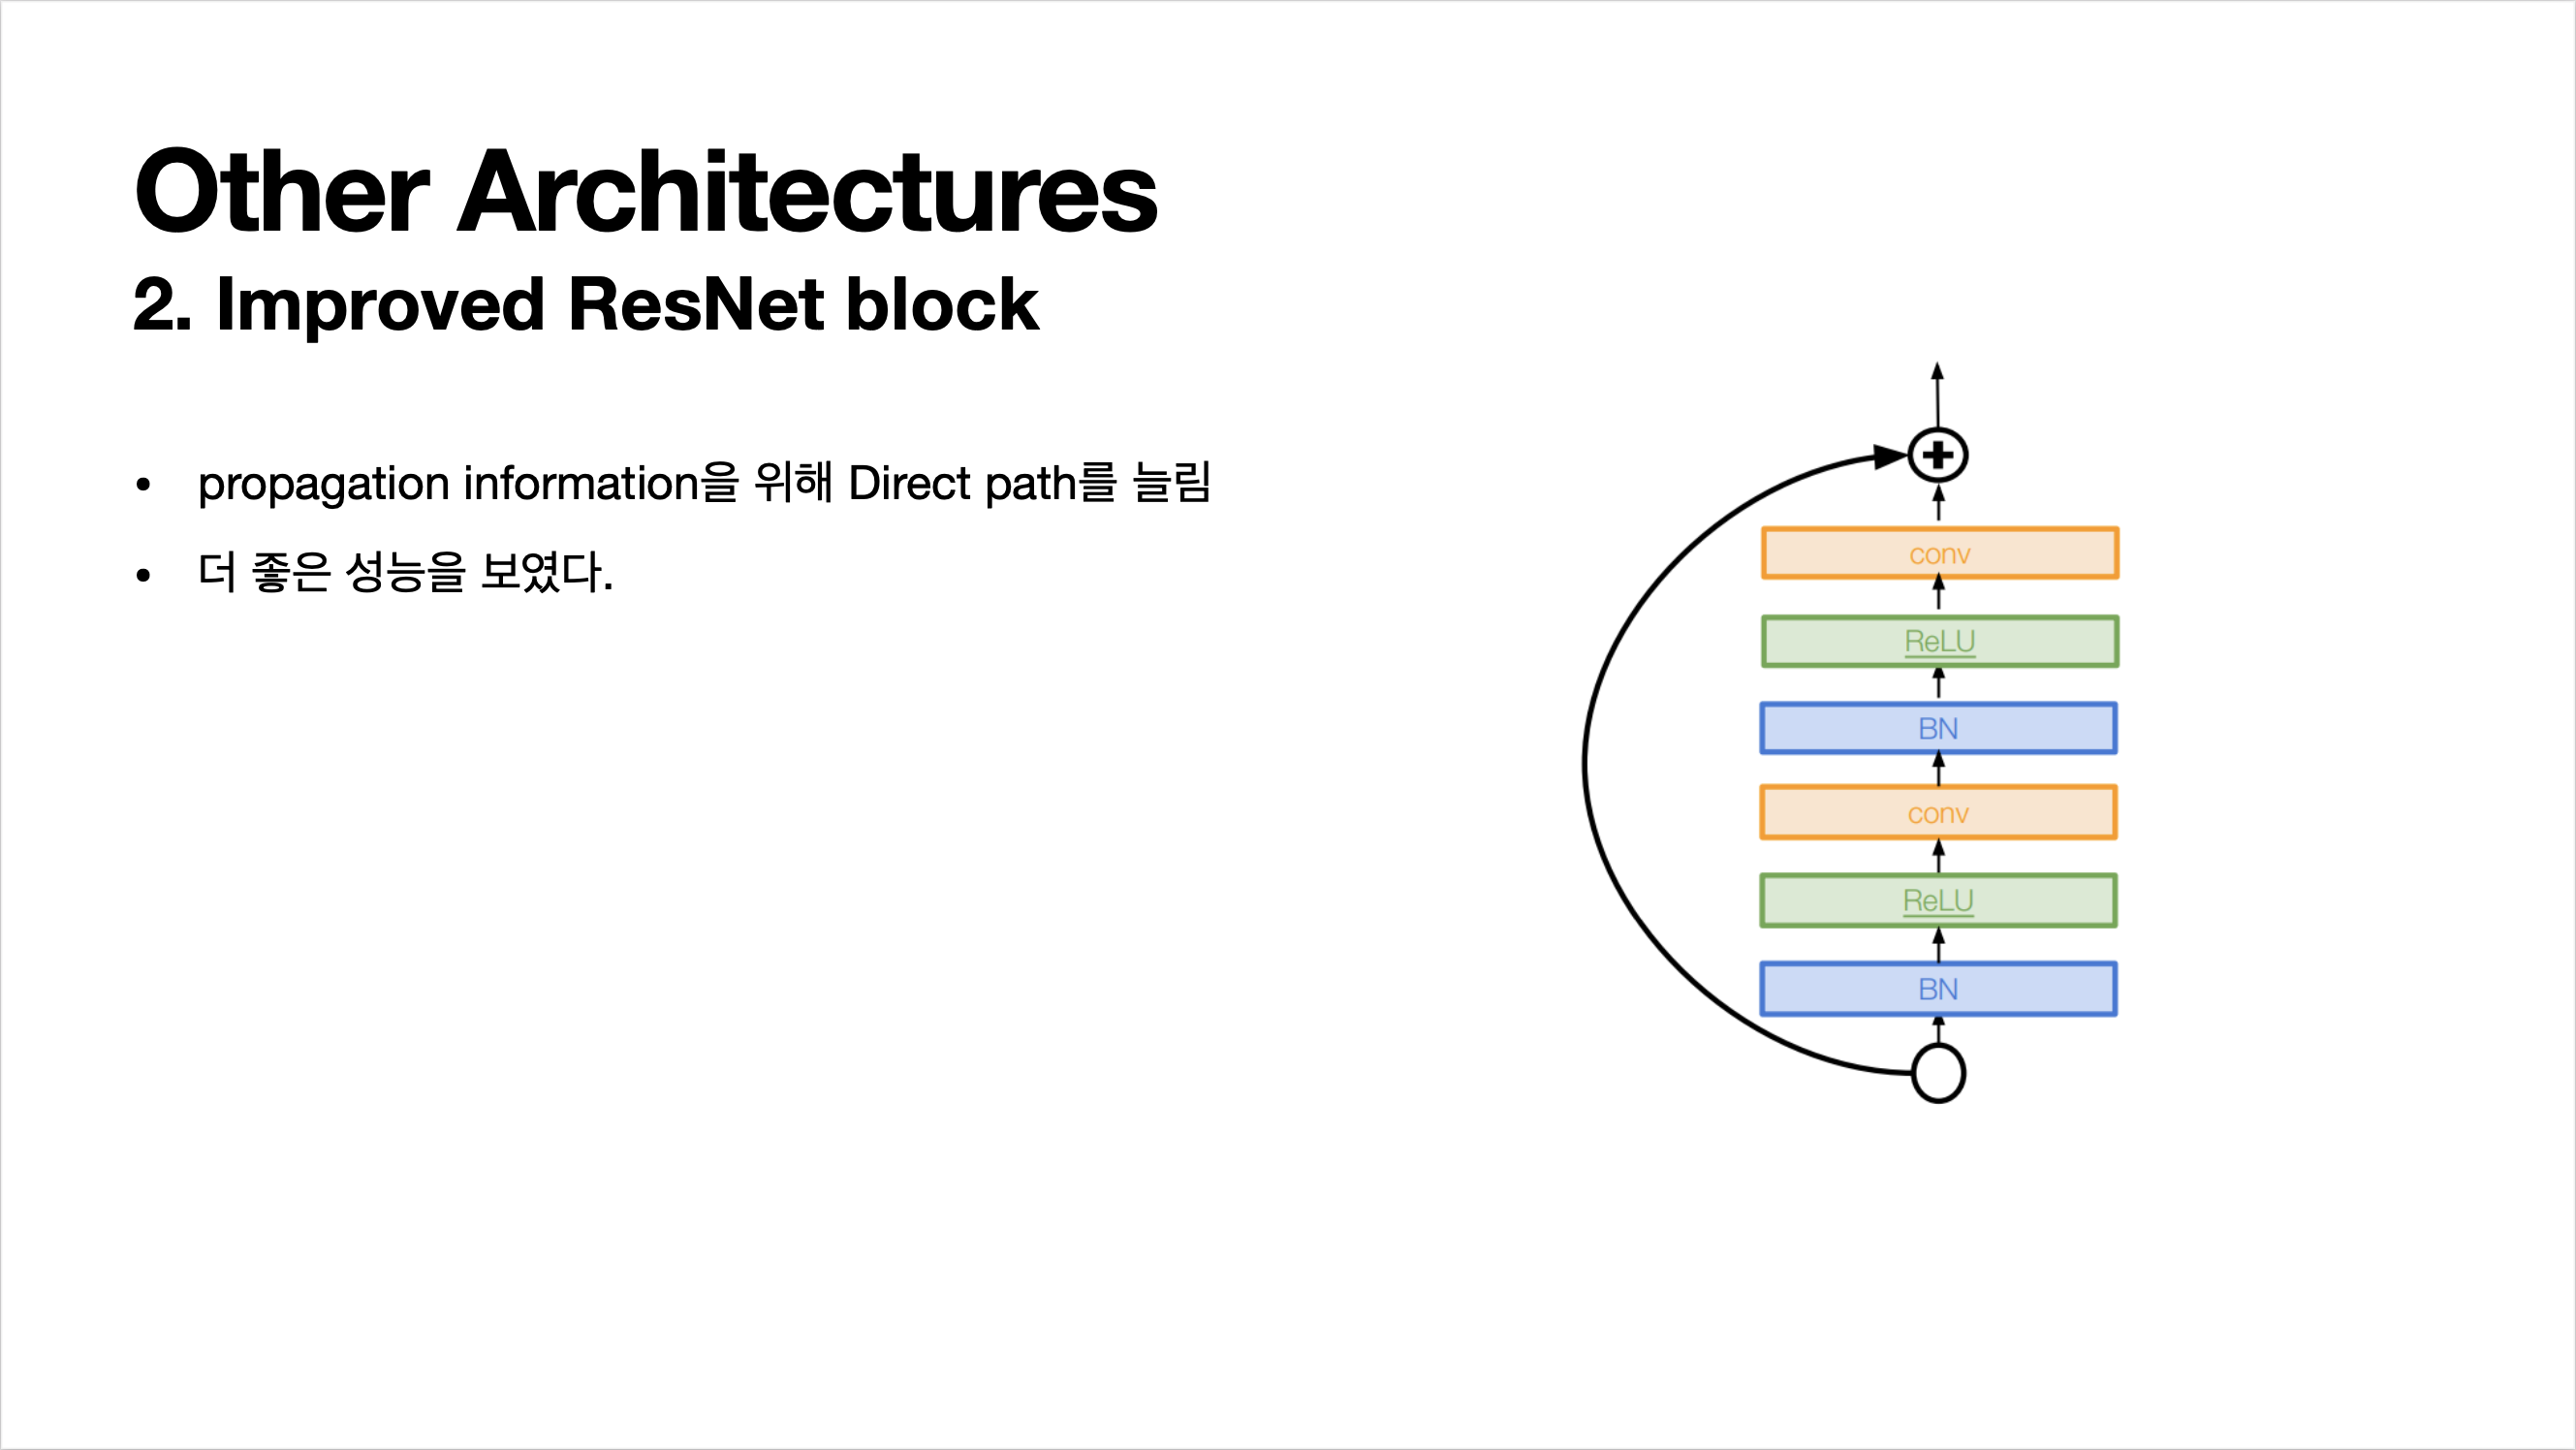 Other Architectures
2. Improved ResNet block
• propagation information을 위해 Direct path를 늘림
• 더 좋은 성능을 보였다.
conv
ReLU
BN
conv
ReLU
BN